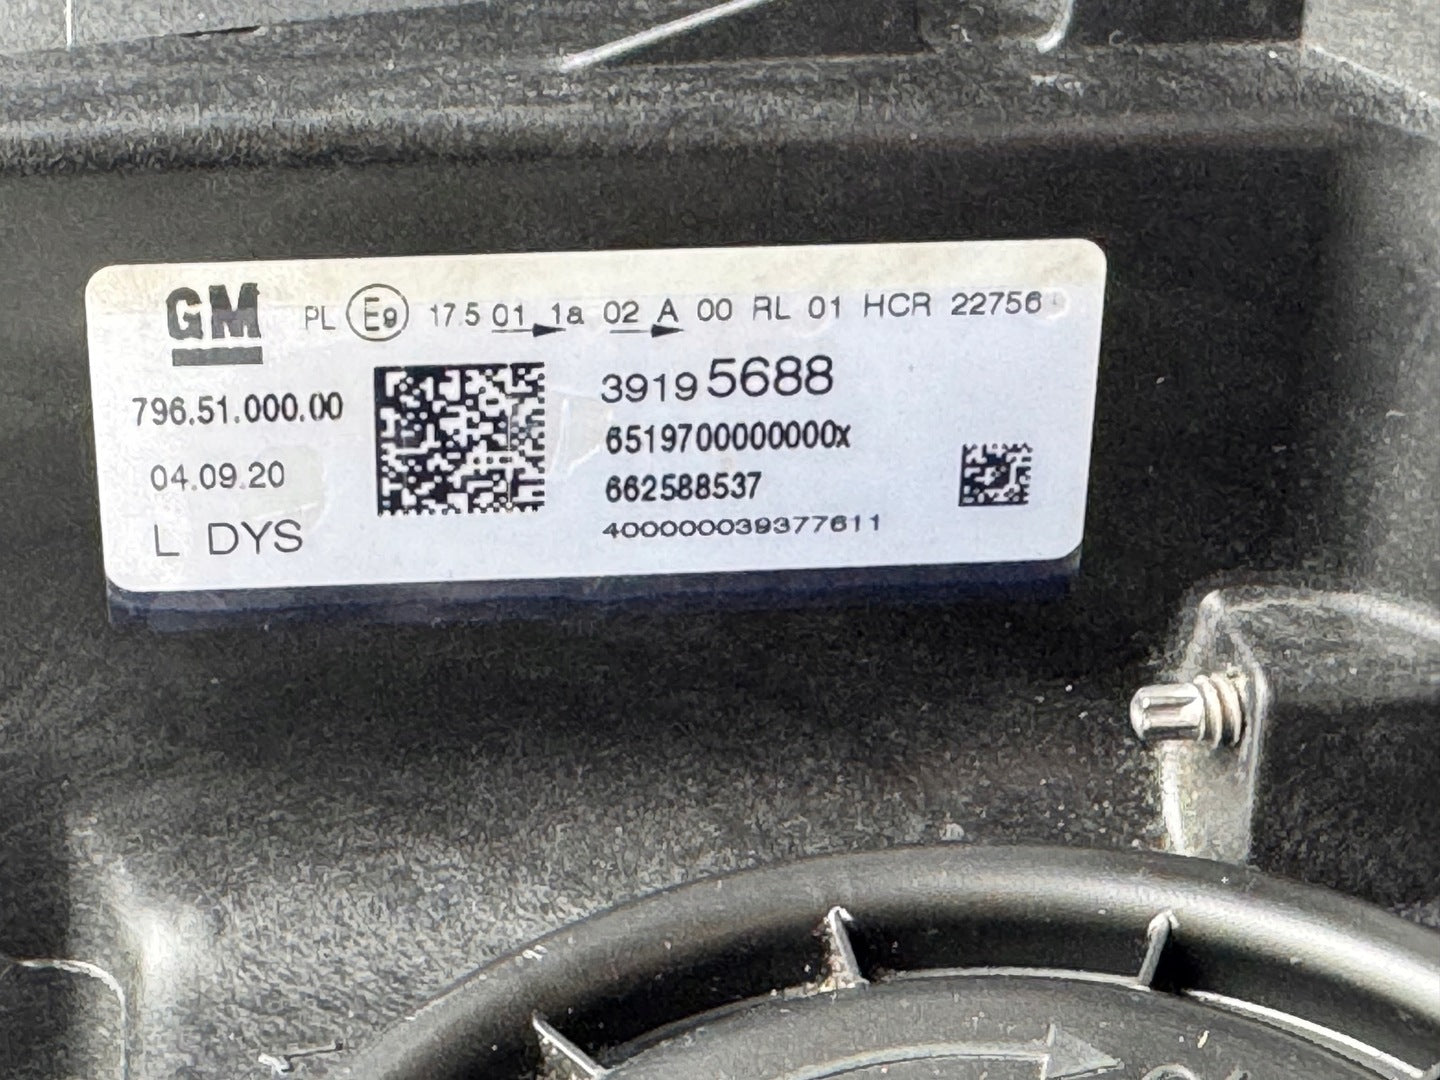 GM PL E9 17.5 01 1a 02 A 00 RL 01 HCR 22756
796.51.000.00
04.09.20
L DYS
39195688
6519700000000x
662588537
400000039377611